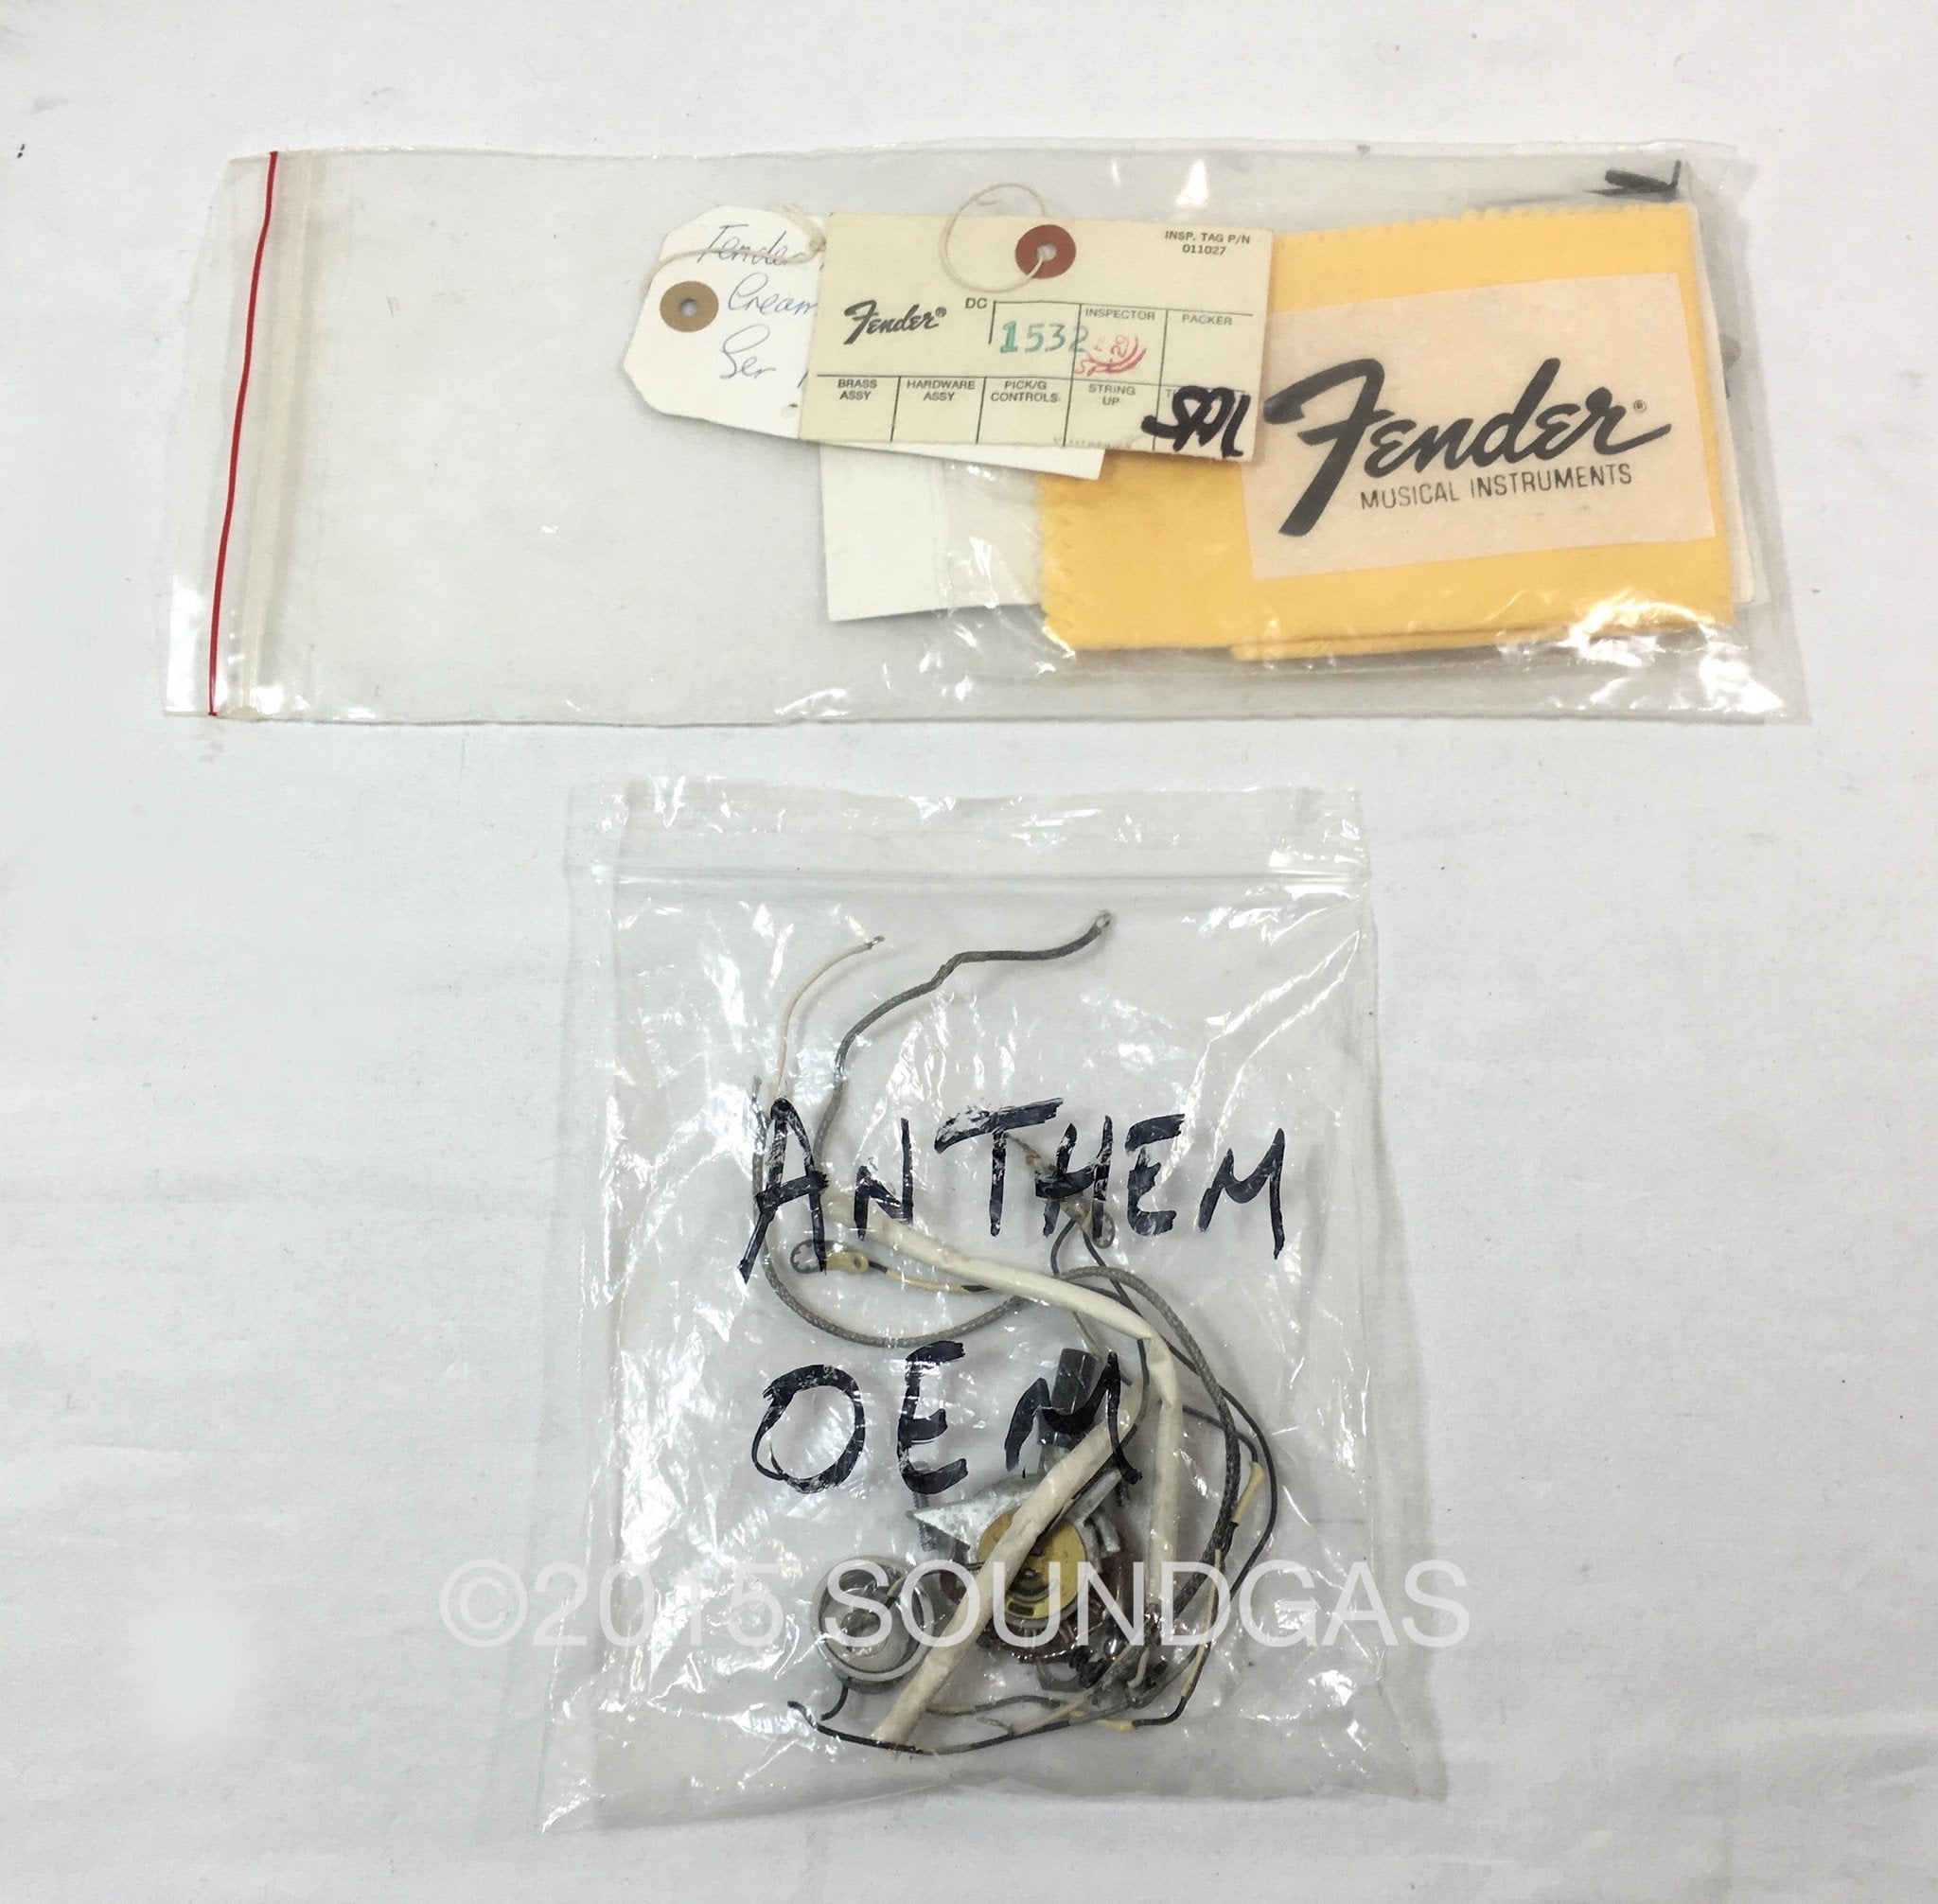 Fender
Cream
Ser
INSP. TAG P/N
011027
Fender®
DC
1532
INSPECTOR
PACKER
BRASS
ASSY
HARDWARE
ASSY
PICK/G
CONTROLS
STRING
UP
Fender®
MUSICAL INSTRUMENTS
ANTHEM
OEM
©2015 SOUNDGAS